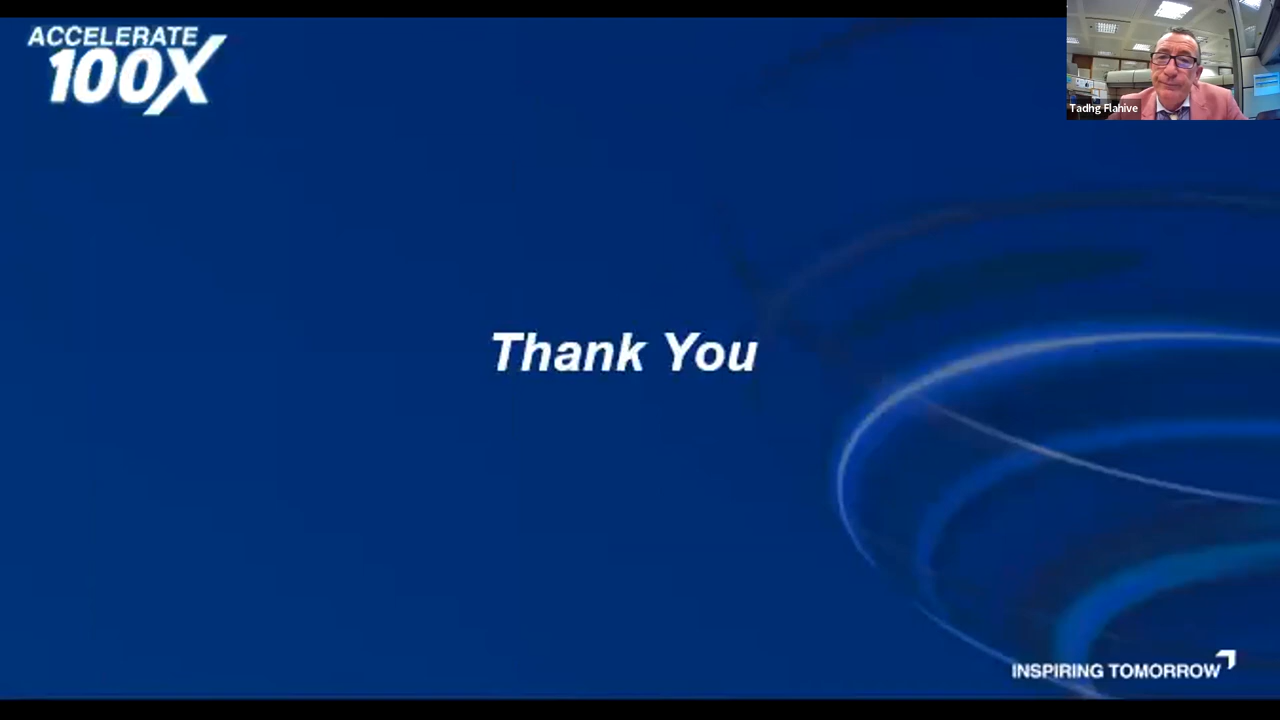 ACCELERATE
100X
Tadhg Flahive
Thank You
INSPIRING TOMORROW